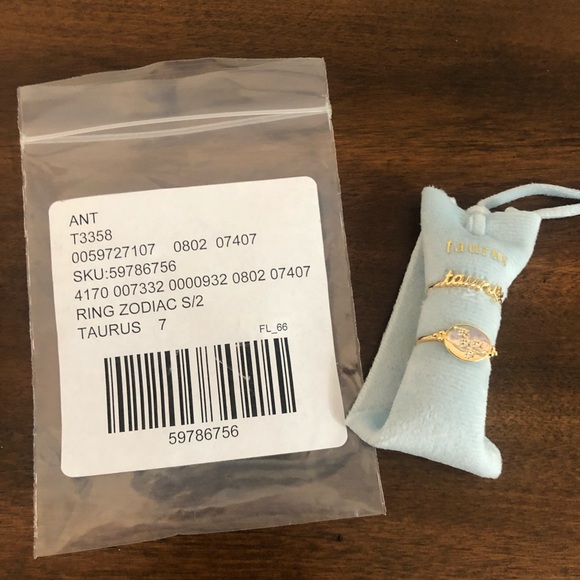 ANT
T3358
0059727107 0802 07407
SKU:59786756
4170 007332 0000932 0802 07407
RING ZODIAC S/2
TAURUS 7
FL_66
59786756
taurus
taurus